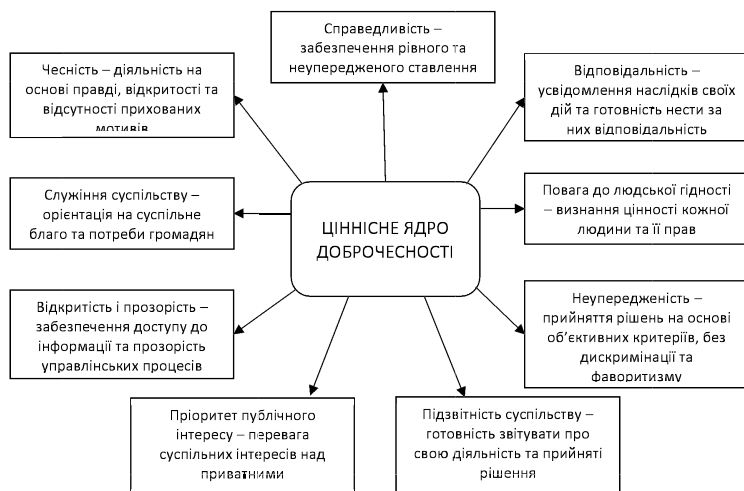 Справедливість –
забезпечення рівного та
неупередженого ставлення
Чесність – діяльність на
основі правди, відкритості та
відсутності прихованих
мотивів
Відповідальність –
усвідомлення наслідків своїх
дій та готовність нести за
них відповідальність
Служіння суспільству –
орієнтація на суспільне
благо та потреби громадян
ЦІННІСНЕ ЯДРО
ДОБРОЧЕСНОСТІ
Повага до людської гідності
– визнання цінності кожної
людини та її прав
Відкритість і прозорість –
забезпечення доступу до
інформації та прозорість
управлінських процесів
Неупередженість –
прийняття рішень на основі
об’єктивних критеріїв, без
дискримінації та
фаворитизму
Пріоритет публічного
інтересу – перевага
суспільних інтересів над
приватними
Підзвітність суспільству –
готовність звітувати про
свою діяльність та прийняті
рішення